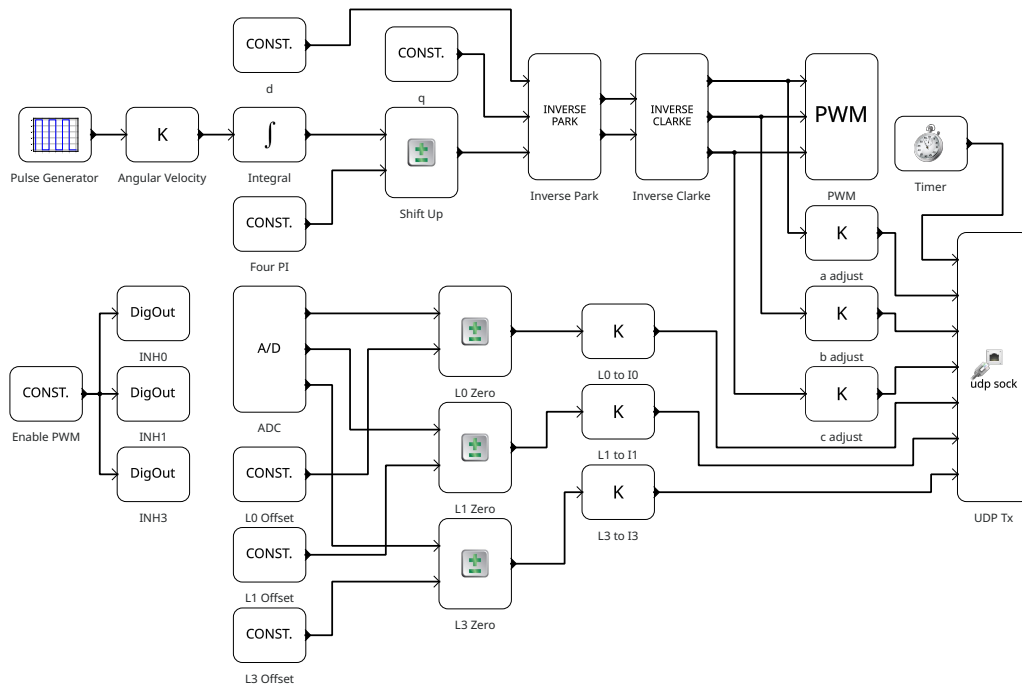 CONST.
d
CONST.
q
Pulse Generator
K
Angular Velocity
∫
Integral
Shift Up
CONST.
Four PI
INVERSE
PARK
Inverse Park
INVERSE
CLARKE
Inverse Clarke
PWM
PWM
Timer
K
a adjust
K
b adjust
K
c adjust
udp sock
UDP Tx
CONST.
Enable PWM
DigOut
INH0
DigOut
INH1
DigOut
INH3
A/D
ADC
CONST.
L0 Offset
CONST.
L1 Offset
CONST.
L3 Offset
L0 Zero
L1 Zero
L3 Zero
K
L0 to I0
K
L1 to I1
K
L3 to I3